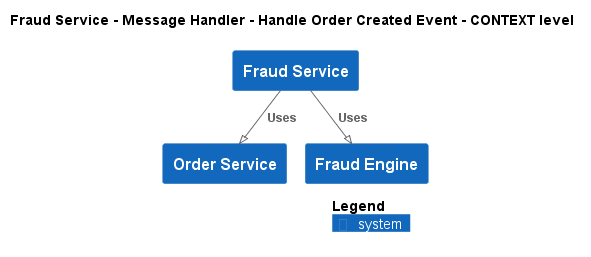 Fraud Service - Message Handler - Handle Order Created Event - CONTEXT level
Fraud Service
Uses
Uses
Order Service
Fraud Engine
Legend
system